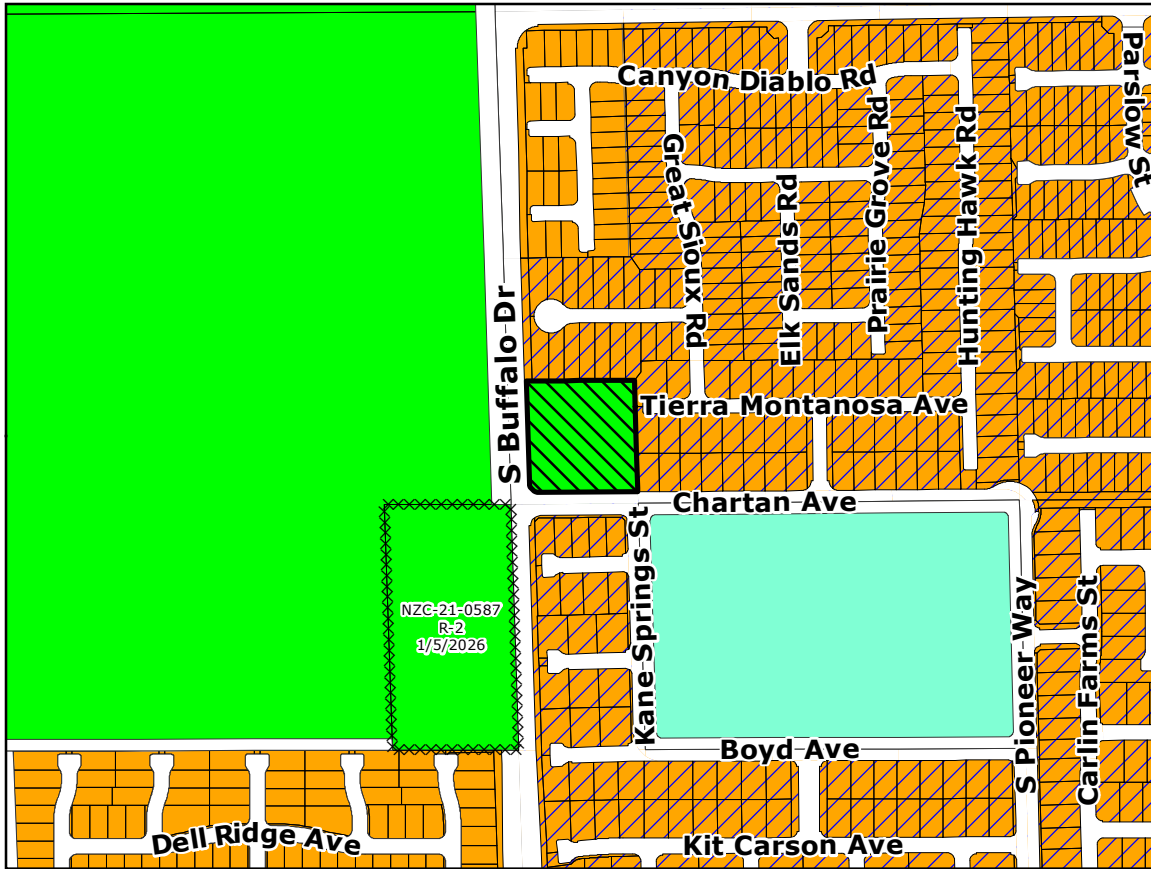 Canyon Diablo Rd
Parslow St
Great Sioux Rd
Elk Sands Rd
Prairie Grove Rd
Hunting Hawk Rd
S Buffalo Dr
Tierra Montanosa Ave
Chartan Ave
Kane Springs St
NZC-21-0587
R-2
1/5/2026
S Pioneer Way
Carlin Farms St
Boyd Ave
Dell Ridge Ave
Kit Carson Ave